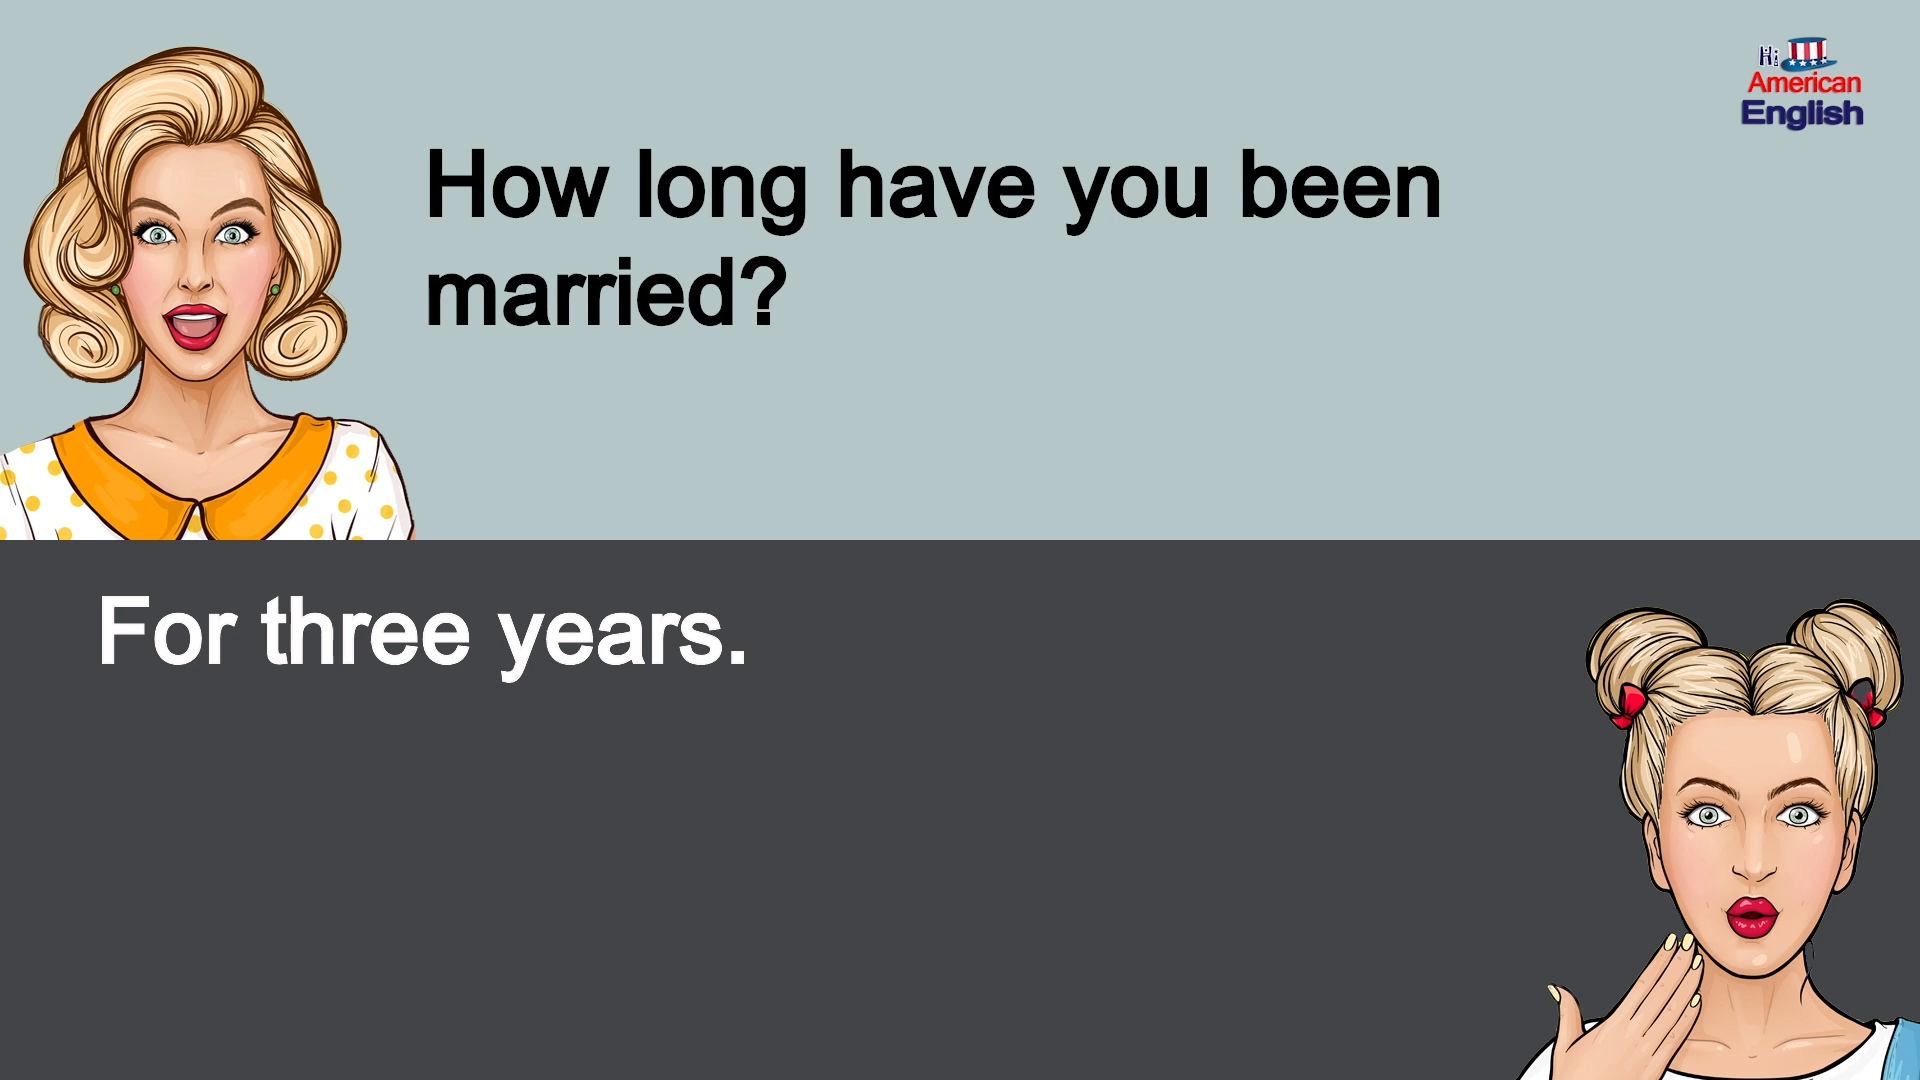 Hi
American
English
How long have you been
married?
For three years.